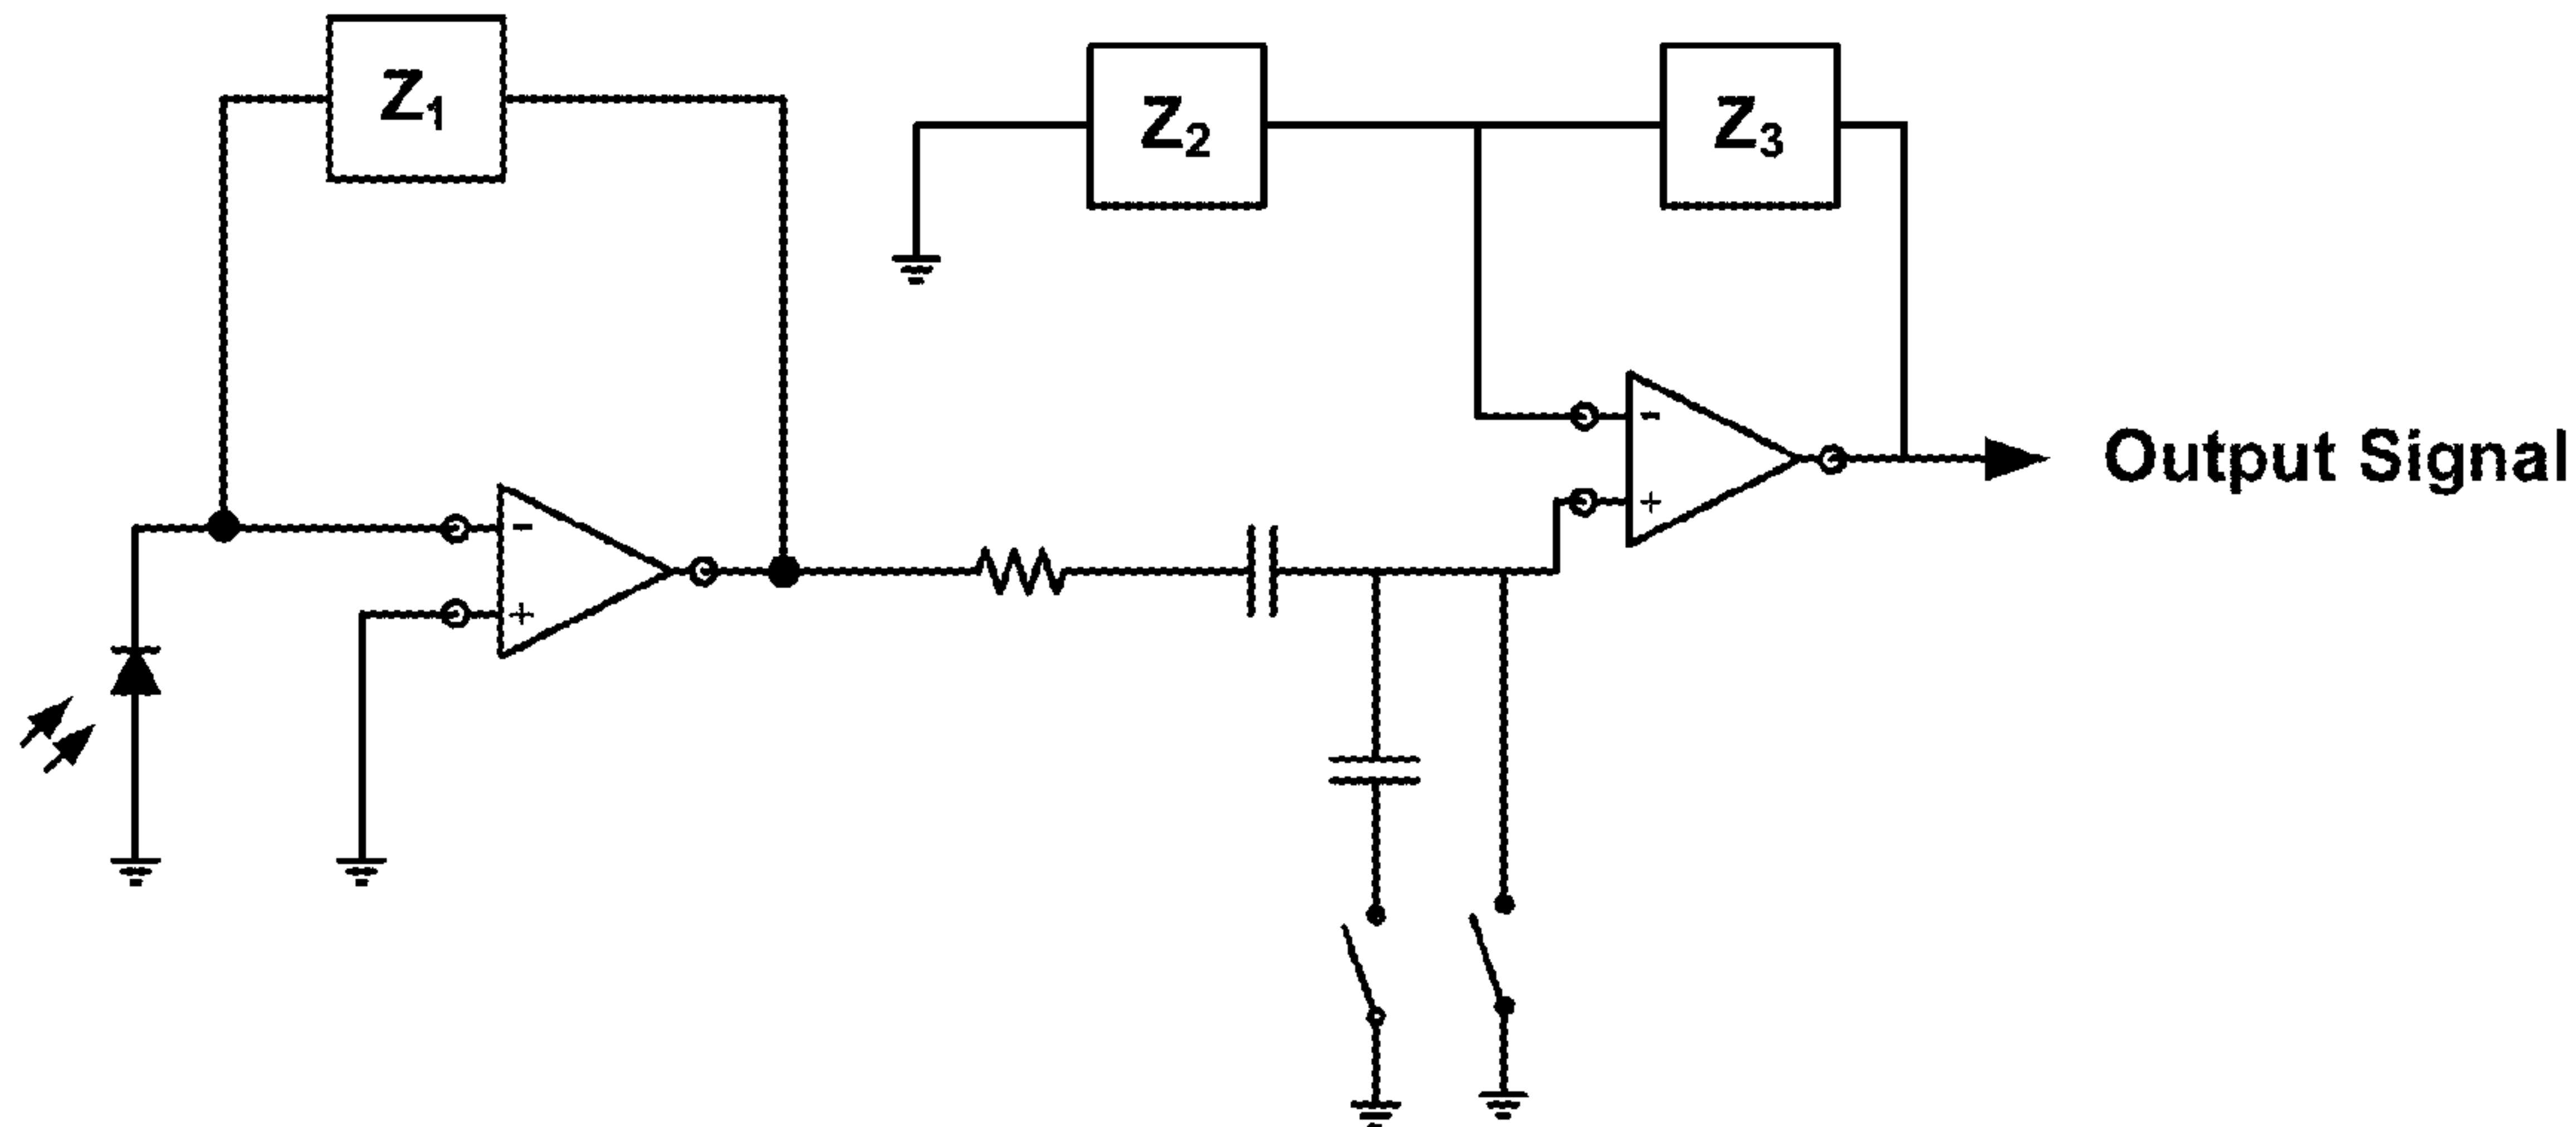 Z₁
Z₂
Z₃
-
+
-
+
Output Signal